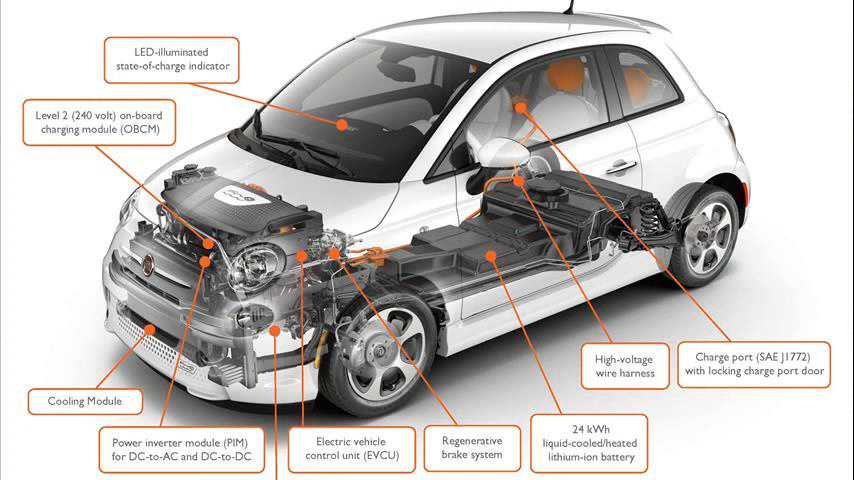 LED-illuminated
state-of-charge indicator
Level 2 (240 volt) on-board
charging module (OBCM)
Cooling Module
Power inverter module (PIM)
for DC-to-AC and DC-to-DC
Electric vehicle
control unit (EVCU)
Regenerative
brake system
24 kWh
liquid-cooled/heated
lithium-ion battery
High-voltage
wire harness
Charge port (SAE J1772)
with locking charge port door